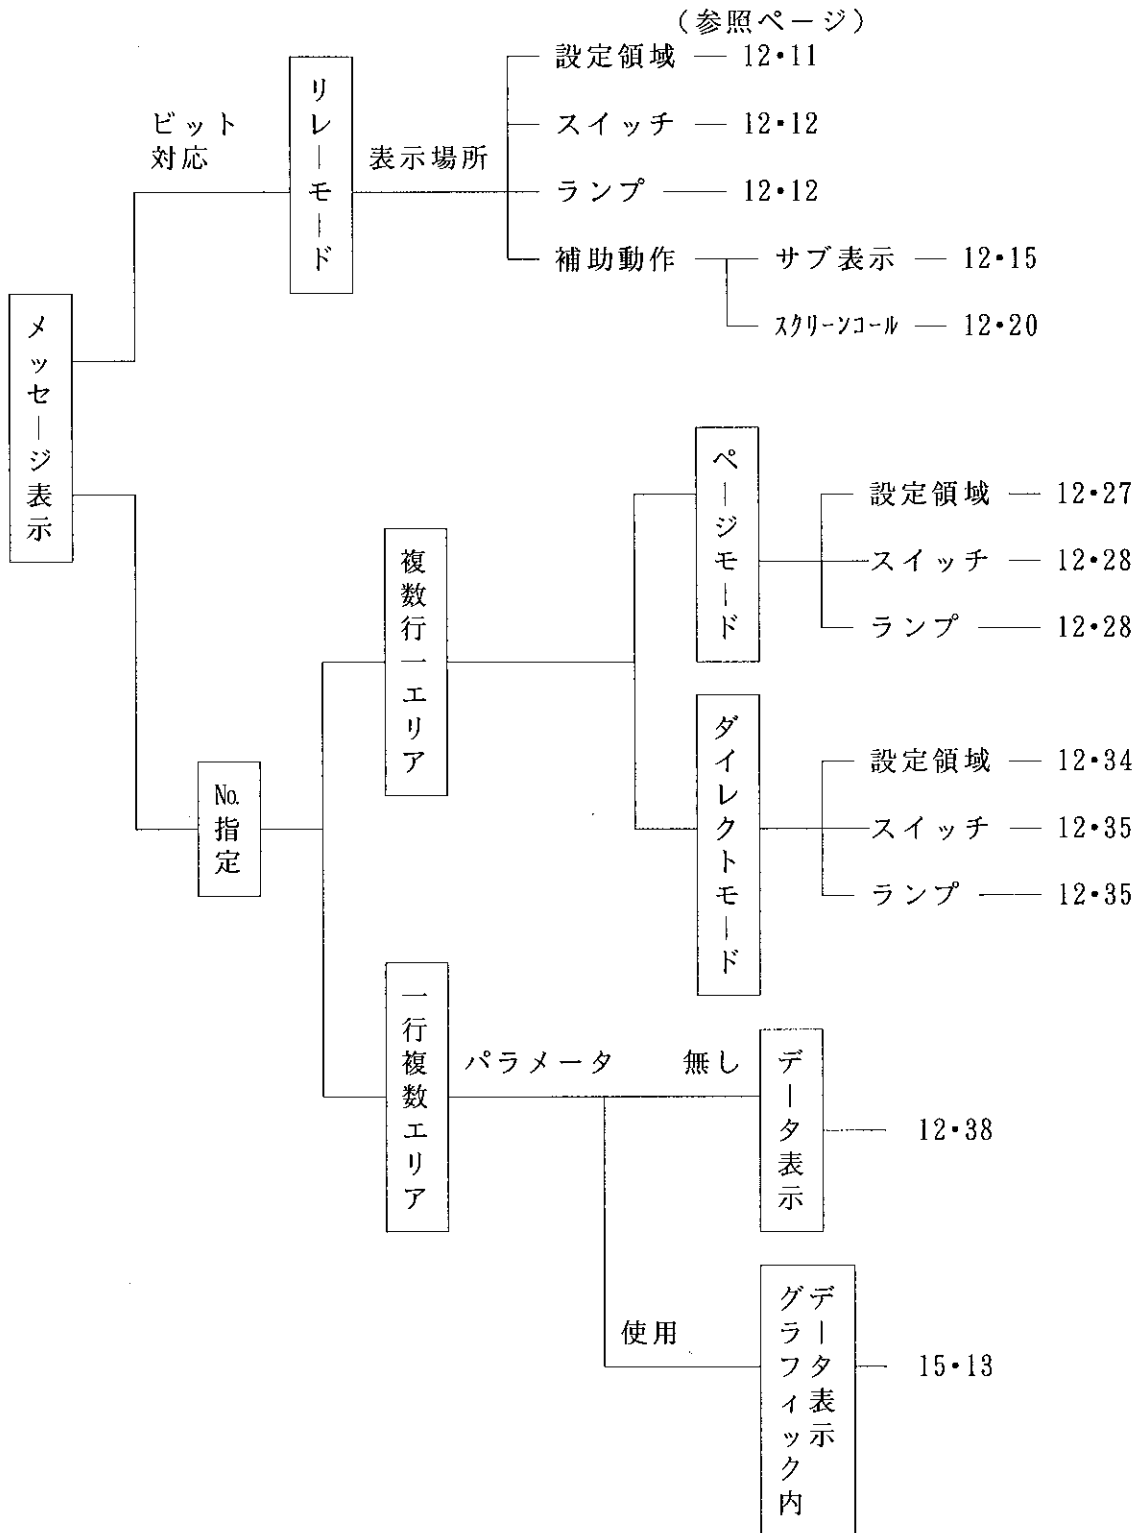 (参照ページ)
設定領域 — 12・11
スイッチ — 12・12
ランプ — 12・12
補助動作
サブ表示 — 12・15
スクリーンコール — 12・20
ビット
対応
リレーモード
表示場所
メッセージ表示
No.
指定
複数行一エリア
ページモード
設定領域 — 12・27
スイッチ — 12・28
ランプ — 12・28
ダイレクトモード
設定領域 — 12・34
スイッチ — 12・35
ランプ — 12・35
一行複数エリア
パラメータ
無し
データ表示
12・38
使用
データ表示
グラフィック内
15・13